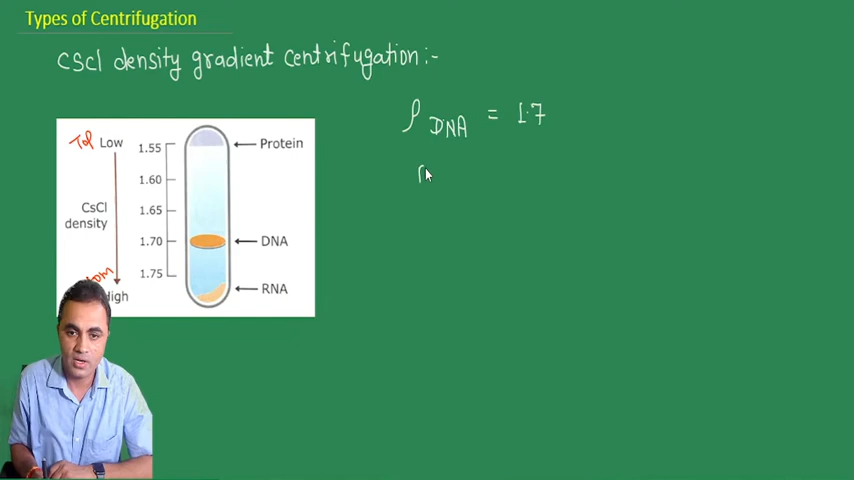 Types of Centrifugation
CsCl density gradient centrifugation :-
ρ DNA = 1.7
Top Low
CsCl
density
High
1.55
1.60
1.65
1.70
1.75
Protein
DNA
RNA